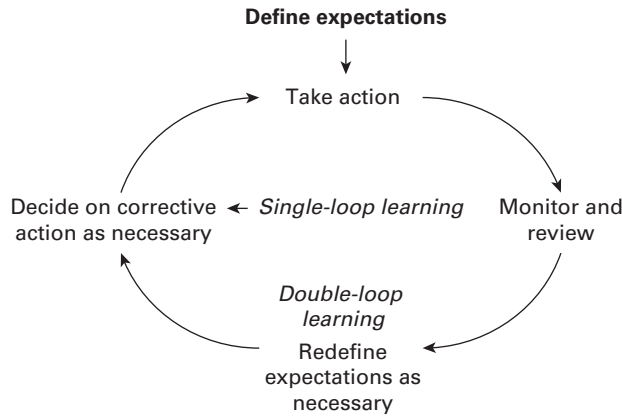 Define expectations
Take action
Decide on corrective
action as necessary
Single-loop learning
Monitor and
review
Double-loop
learning
Redefine
expectations as
necessary